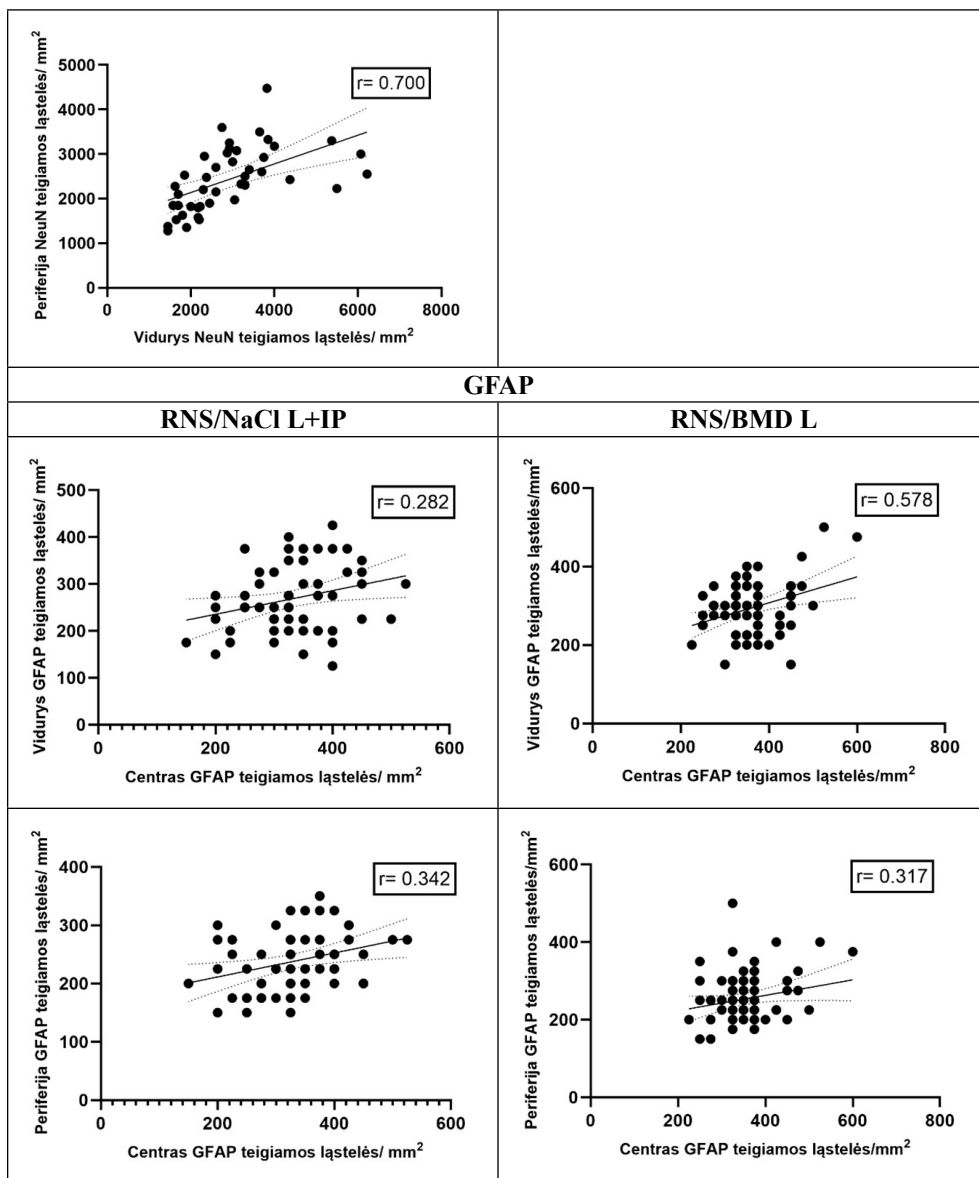 Periferija NeuN teigiamos ląstelės/ mm²
5000
4000
3000
2000
1000
0
r= 0.700
0 2000 4000 6000 8000
Vidurys NeuN teigiamos ląstelės/ mm²
GFAP
RNS/NaCl L+IP
RNS/BMD L
Vidurys GFAP teigiamos ląstelės/ mm²
500
400
300
200
100
0
r= 0.282
0 200 400 600
Centras GFAP teigiamos ląstelės/ mm²
Vidurys GFAP teigiamos ląstelės/mm²
600
400
200
0
r= 0.578
0 200 400 600 800
Centras GFAP teigiamos ląstelės/mm²
Periferija GFAP teigiamos ląstelės/ mm²
400
300
200
100
0
r= 0.342
0 200 400 600
Centras GFAP teigiamos ląstelės/ mm²
Periferija GFAP teigiamos ląstelės/mm²
600
400
200
0
r= 0.317
0 200 400 600 800
Centras GFAP teigiamos ląstelės/mm²